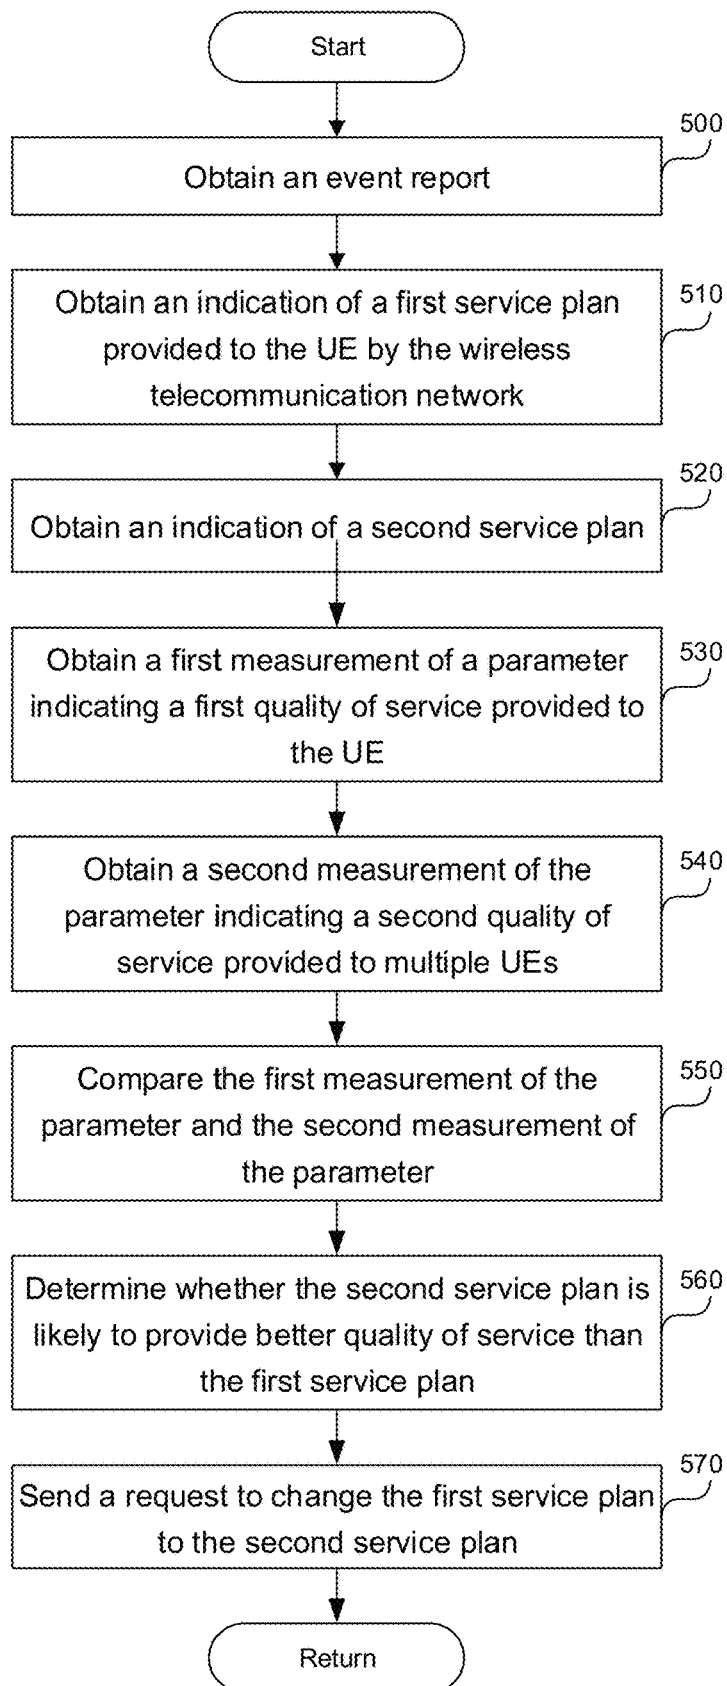 Start
500
Obtain an event report
510
Obtain an indication of a first service plan
provided to the UE by the wireless
telecommunication network
520
Obtain an indication of a second service plan
530
Obtain a first measurement of a parameter
indicating a first quality of service provided to
the UE
540
Obtain a second measurement of the
parameter indicating a second quality of
service provided to multiple UEs
550
Compare the first measurement of the
parameter and the second measurement of
the parameter
560
Determine whether the second service plan is
likely to provide better quality of service than
the first service plan
570
Send a request to change the first service plan
to the second service plan
Return